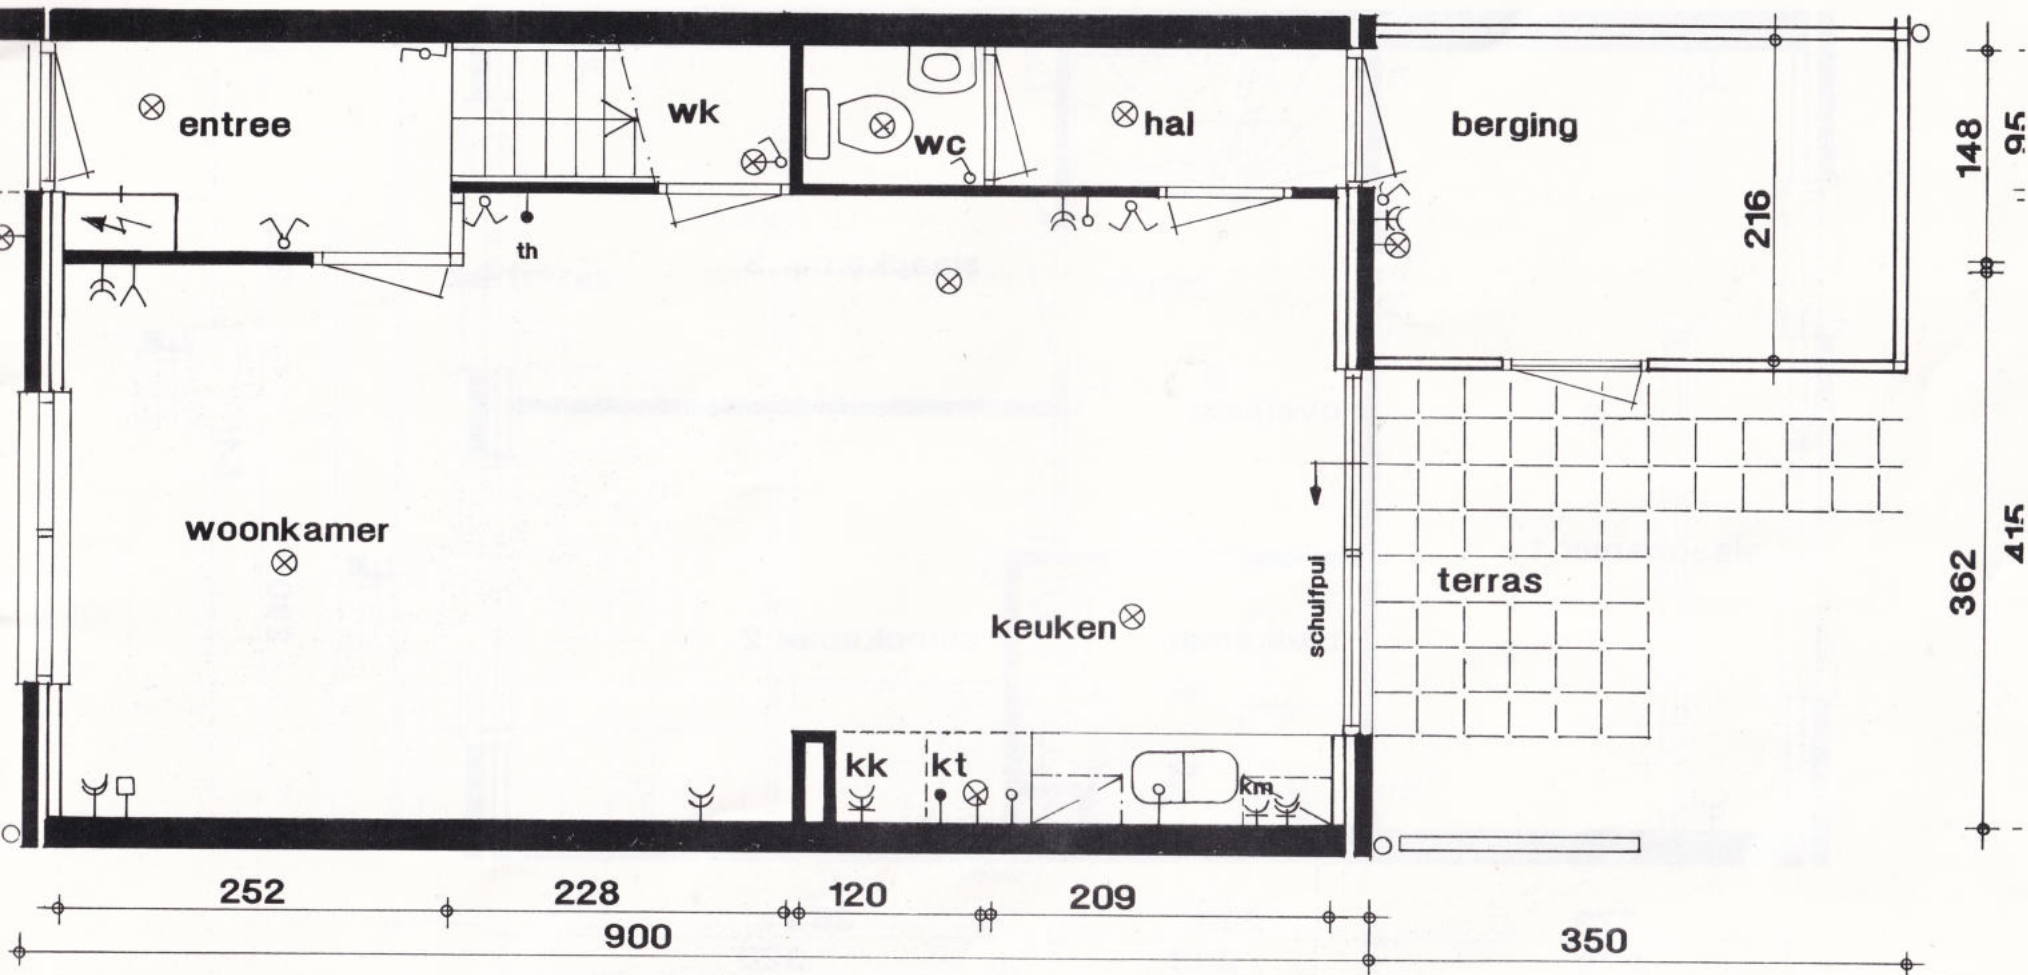 entree
wk
wc
hal
berging
148
95
216
th
woonkamer
schuifpui
terras
362
415
keuken
kk
kt
km
252
228
120
209
900
350